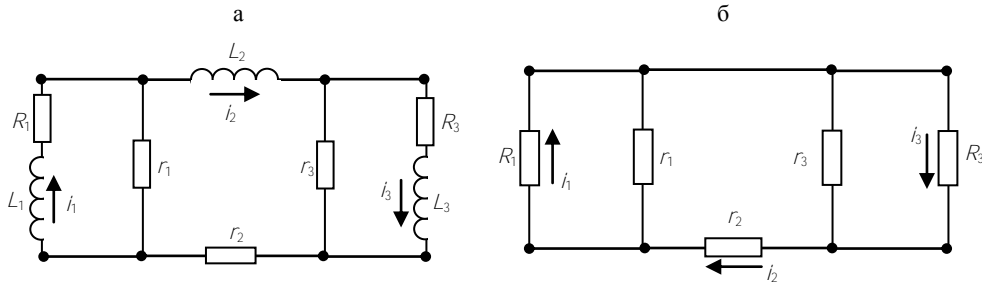 а
L₂
i₂
R₁
r₁
r₃
R₃
L₁
i₁
i₃
L₃
r₂
б
R₁
i₁
r₁
r₃
i₃
R₃
r₂
i₂